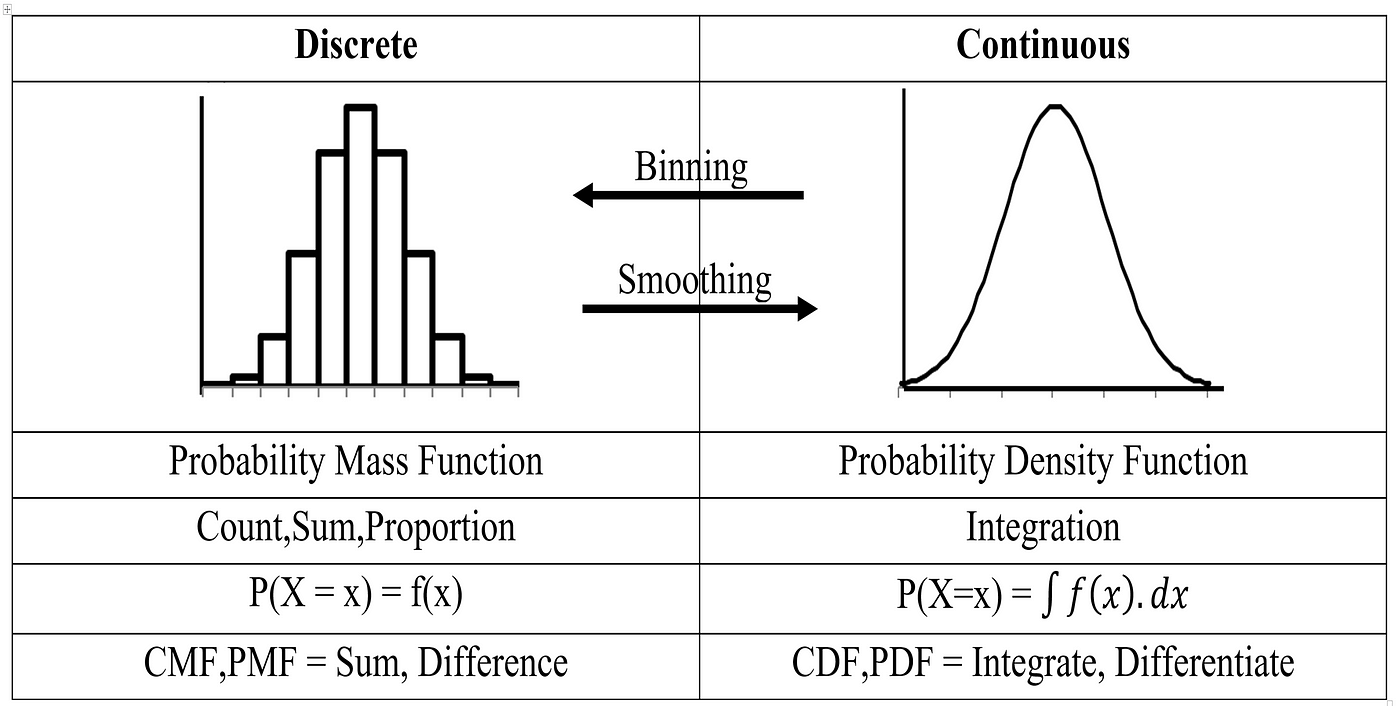 Discrete
Continuous
Binning
Smoothing
Probability Mass Function
Probability Density Function
Count,Sum,Proportion
Integration
P(X = x) = f(x)
P(X=x) = ∫ f(x). dx
CMF,PMF = Sum, Difference
CDF,PDF = Integrate, Differentiate